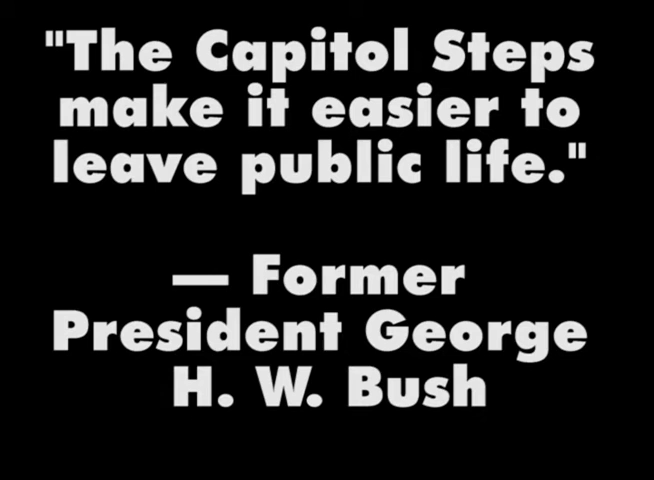 "The Capitol Steps
make it easier to
leave public life."
— Former
President George
H. W. Bush